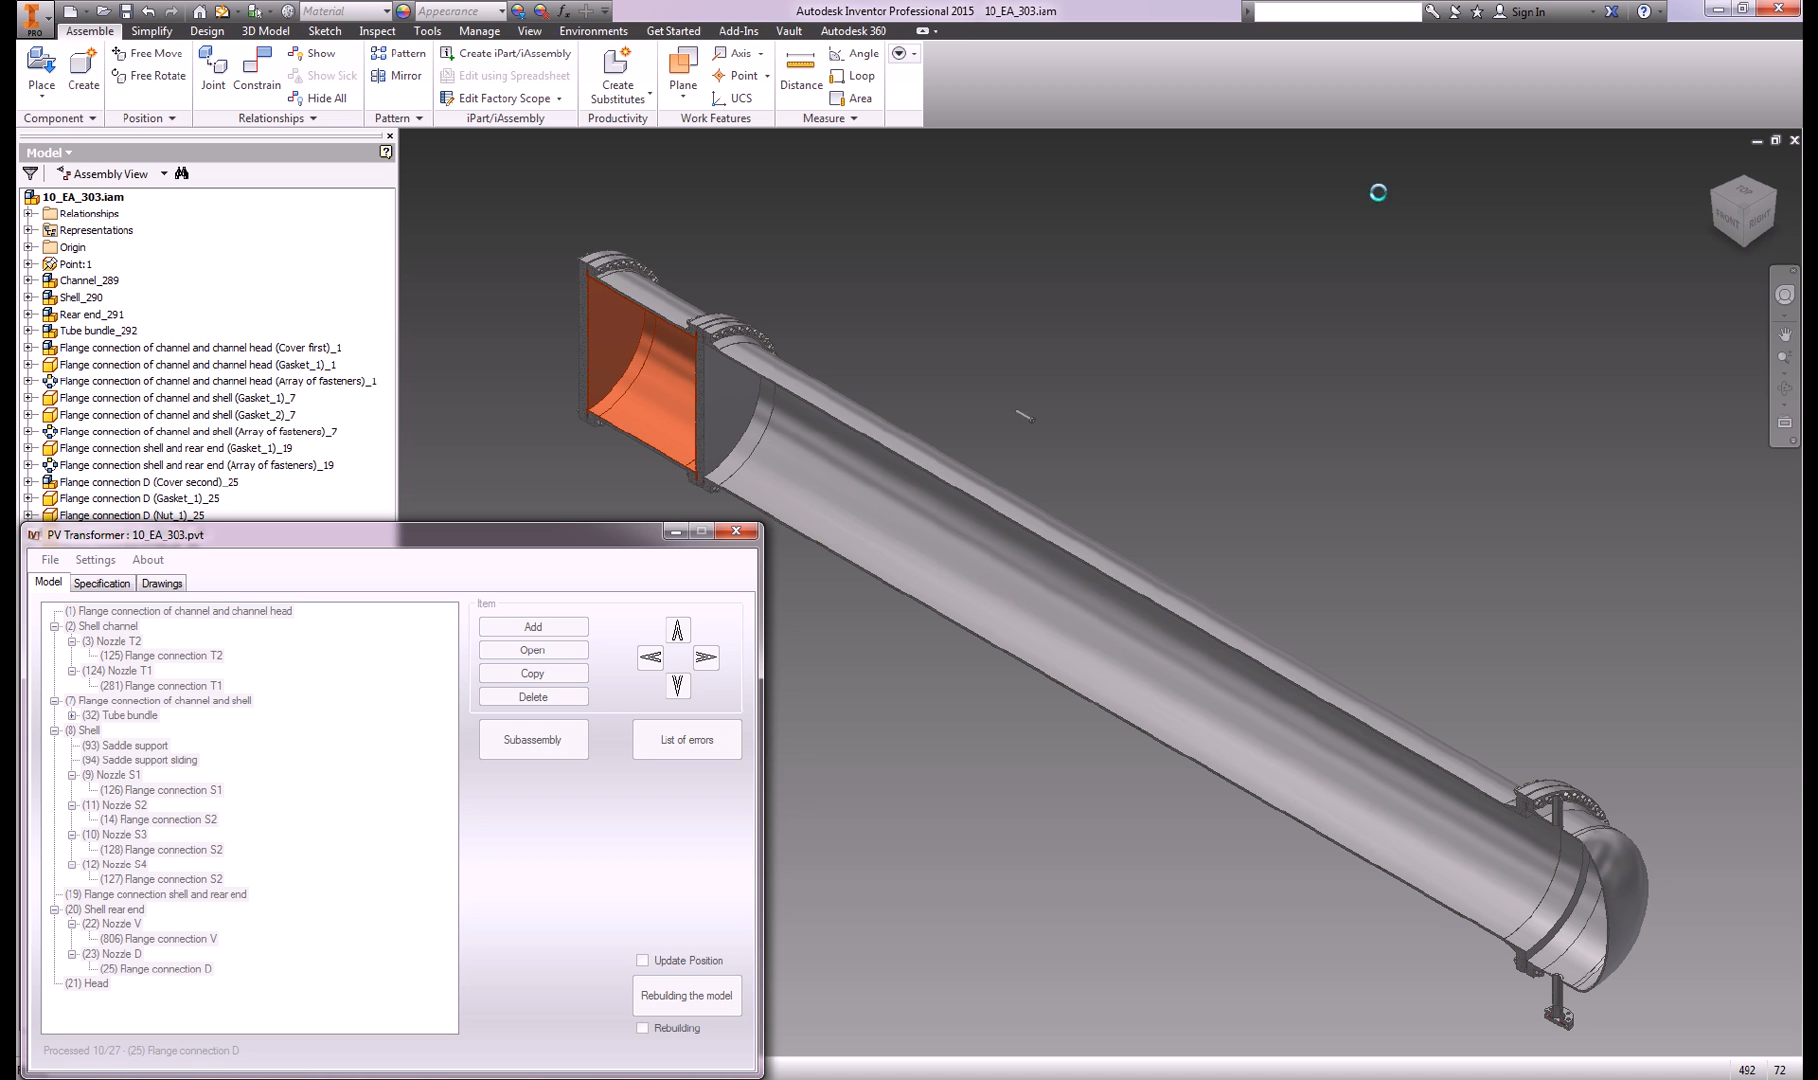 Material
Appearance
Autodesk Inventor Professional 2015 10_EA_303.iam
Sign In
PRO
Assemble Simplify Design 3D Model Sketch Inspect Tools Manage View Environments Get Started Add-Ins Vault Autodesk 360
Place
Create
Free Move
Free Rotate
Joint
Constrain
Show
Show Sick
Hide All
Pattern
Mirror
Create iPart/iAssembly
Edit using Spreadsheet
Edit Factory Scope
Create
Substitutes
Plane
Axis
Point
UCS
Distance
Angle
Loop
Area
Component Position Relationships Pattern iPart/iAssembly Productivity Work Features Measure
Model
Assembly View
10_EA_303.iam
Relationships
Representations
Origin
Point: 1
Channel_289
Shell_290
Rear end_291
Tube bundle_292
Flange connection of channel and channel head (Cover first)_1
Flange connection of channel and channel head (Gasket_1)_1
Flange connection of channel and channel head (Array of fasteners)_1
Flange connection of channel and shell (Gasket_1)_7
Flange connection of channel and shell (Gasket_2)_7
Flange connection of channel and shell (Array of fasteners)_7
Flange connection shell and rear end (Gasket_1)_19
Flange connection shell and rear end (Array of fasteners)_19
Flange connection D (Cover second)_25
Flange connection D (Gasket_1)_25
Flange connection D (Nut_1)_25
TOP
FRONT
RIGHT
PV Transformer : 10_EA_303.pvt
File Settings About
Model Specification Drawings
(1) Flange connection of channel and channel head
(2) Shell channel
(3) Nozzle T2
(125) Flange connection T2
(124) Nozzle T1
(281) Flange connection T1
(7) Flange connection of channel and shell
(32) Tube bundle
(8) Shell
(93) Saddle support
(94) Saddle support sliding
(9) Nozzle S1
(126) Flange connection S1
(11) Nozzle S2
(14) Flange connection S2
(10) Nozzle S3
(128) Flange connection S2
(12) Nozzle S4
(127) Flange connection S2
(19) Flange connection shell and rear end
(20) Shell rear end
(22) Nozzle V
(806) Flange connection V
(23) Nozzle D
(25) Flange connection D
(21) Head
Item
Add
Open
Copy
Delete
Subassembly
List of errors
Update Position
Rebuilding the model
Rebuilding
Processed 10/27 - (25) Flange connection D
492 72